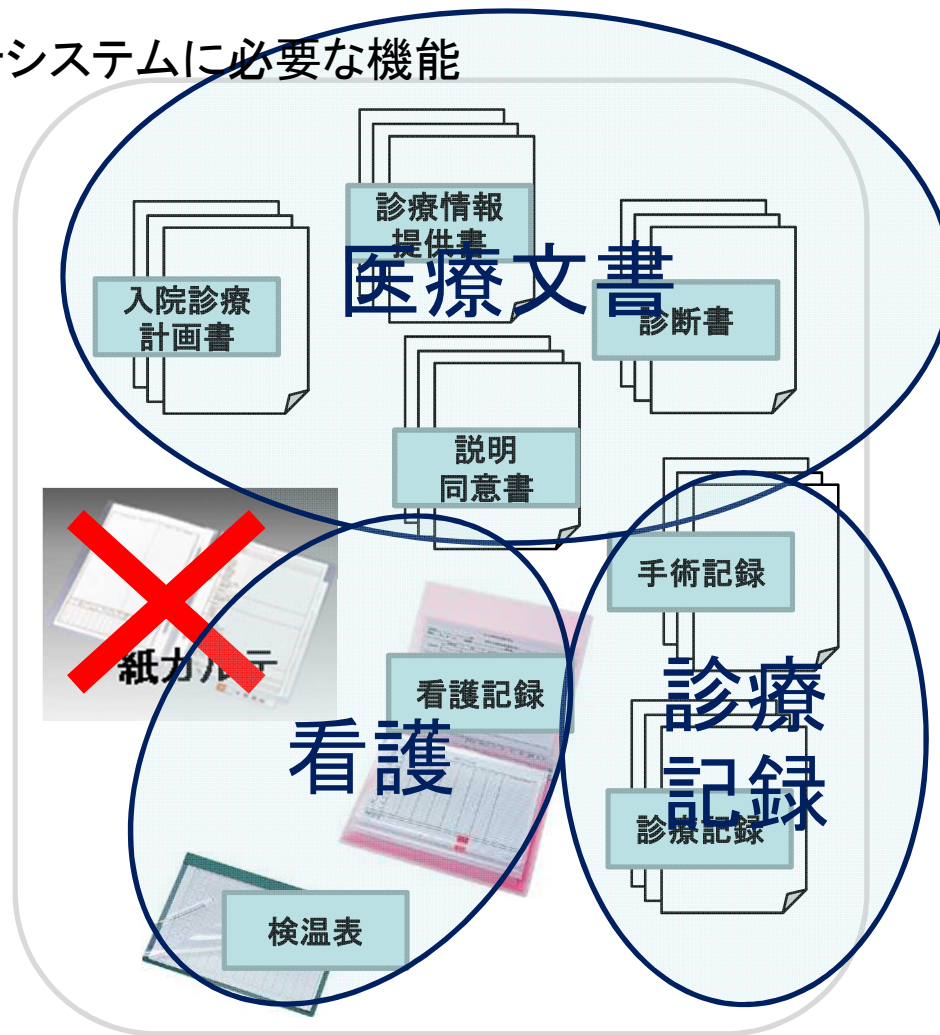 システムに必要な機能
診療情報
提供書
医療文書
入院診療
計画書
診断書
説明
同意書
手術記録
紙カルテ
看護記録
診療
記録
看護
診療記録
検温表